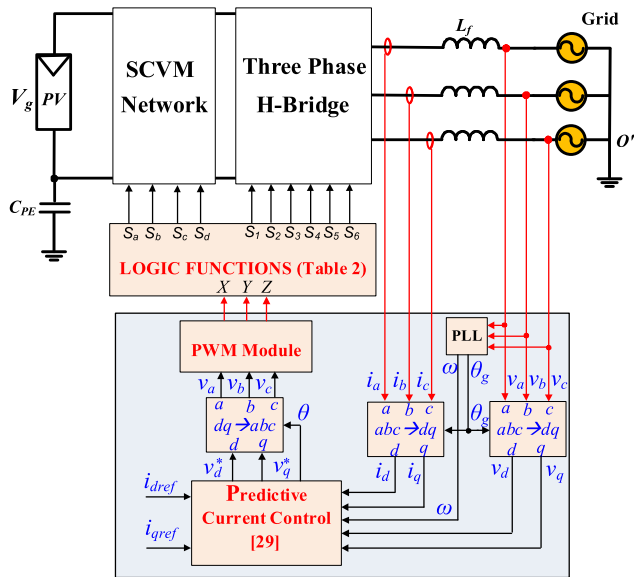 L_f
Grid
SCVM
Network
Three Phase
H-Bridge
V_g
PV
O'
C_PE
S_a S_b S_c S_d S_1 S_2 S_3 S_4 S_5 S_6
LOGIC FUNCTIONS (Table 2)
X Y Z
PWM Module
PLL
v_a v_b v_c
i_a i_b i_c
ω θ_g
v_a v_b v_c
a b c
dq→abc
d q
θ
a b c
abc→dq
d q
θ_g
a b c
abc→dq
d q
v_d* v_q*
i_d i_q
v_d v_q
i_dref
i_qref
Predictive
Current Control
[29]
ω